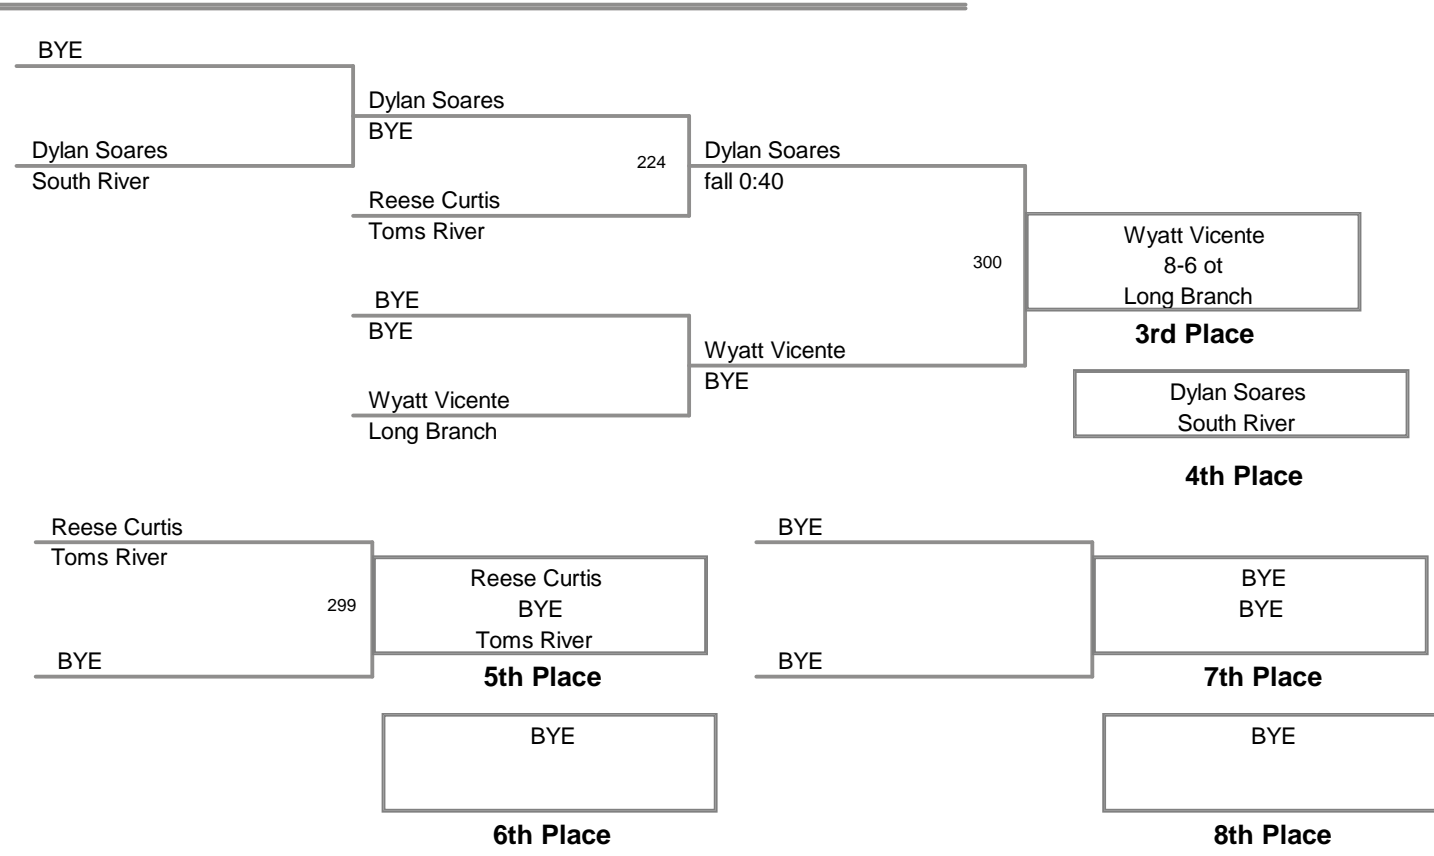 BYE
Dylan Soares
BYE
Dylan Soares
South River
224
Dylan Soares
fall 0:40
Reese Curtis
Toms River
Wyatt Vicente
8-6 ot
Long Branch
300
3rd Place
BYE
BYE
Wyatt Vicente
BYE
Wyatt Vicente
Long Branch
Dylan Soares
South River
4th Place
Reese Curtis
Toms River
299
BYE
Reese Curtis
BYE
Toms River
5th Place
BYE
6th Place
BYE
BYE
BYE
BYE
7th Place
BYE
8th Place